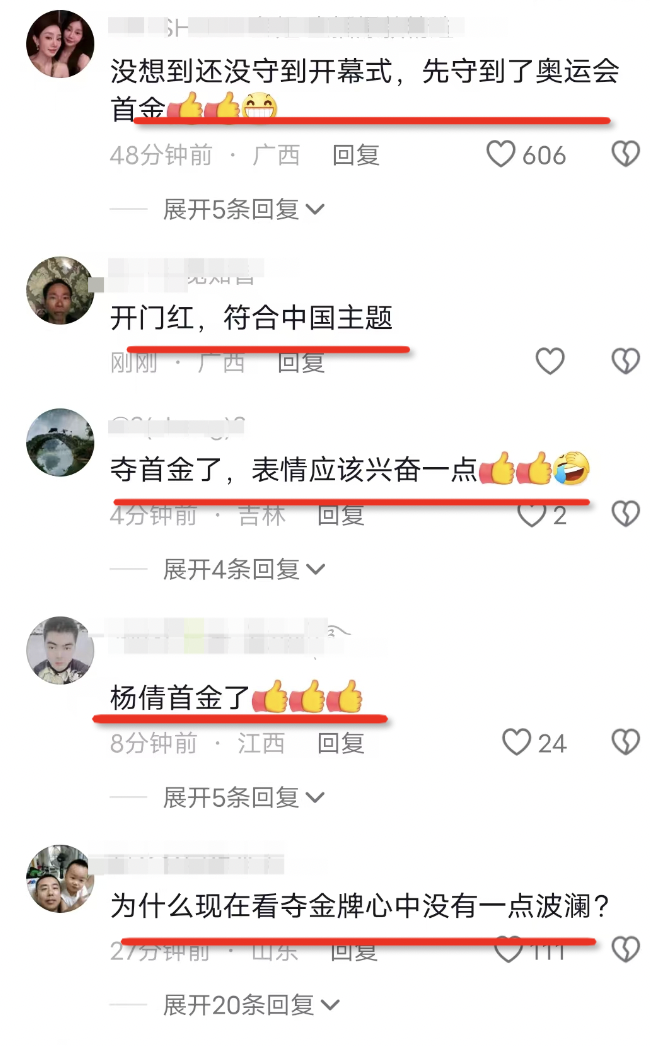 没想到还没守到开幕式，先守到了奥运会
首金👍👍😁
48分钟前 · 广西 回复 606
展开5条回复
开门红，符合中国主题
刚刚 · 广西 回复
夺首金了，表情应该兴奋一点👍👍🤣
4分钟前 · 吉林 回复 2
展开4条回复
杨倩首金了👍👍👍
8分钟前 · 江西 回复 24
展开5条回复
为什么现在看夺金牌心中没有一点波澜？
27分钟前 · 山东 回复 111
展开20条回复